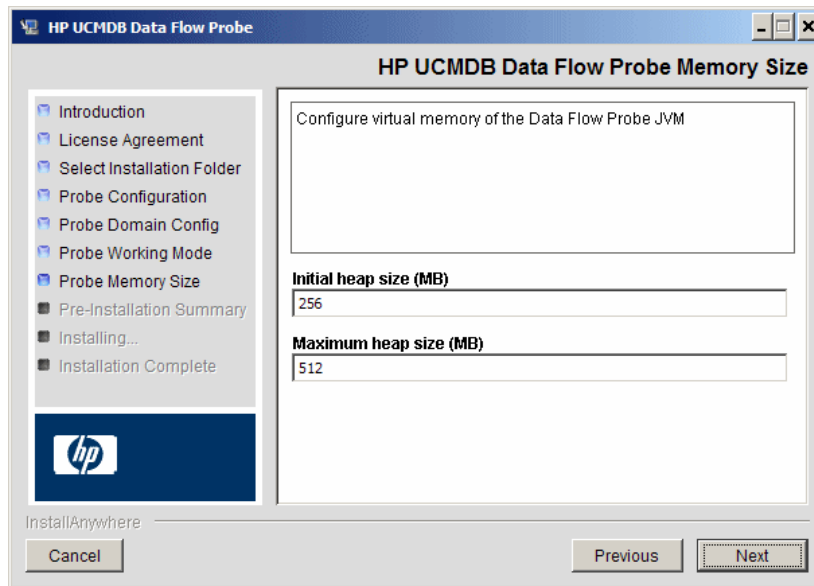 HP UCMDB Data Flow Probe
HP UCMDB Data Flow Probe Memory Size
Introduction
License Agreement
Select Installation Folder
Probe Configuration
Probe Domain Config
Probe Working Mode
Probe Memory Size
Pre-Installation Summary
Installing...
Installation Complete
Configure virtual memory of the Data Flow Probe JVM
Initial heap size (MB)
256
Maximum heap size (MB)
512
hp
InstallAnywhere
Cancel
Previous
Next